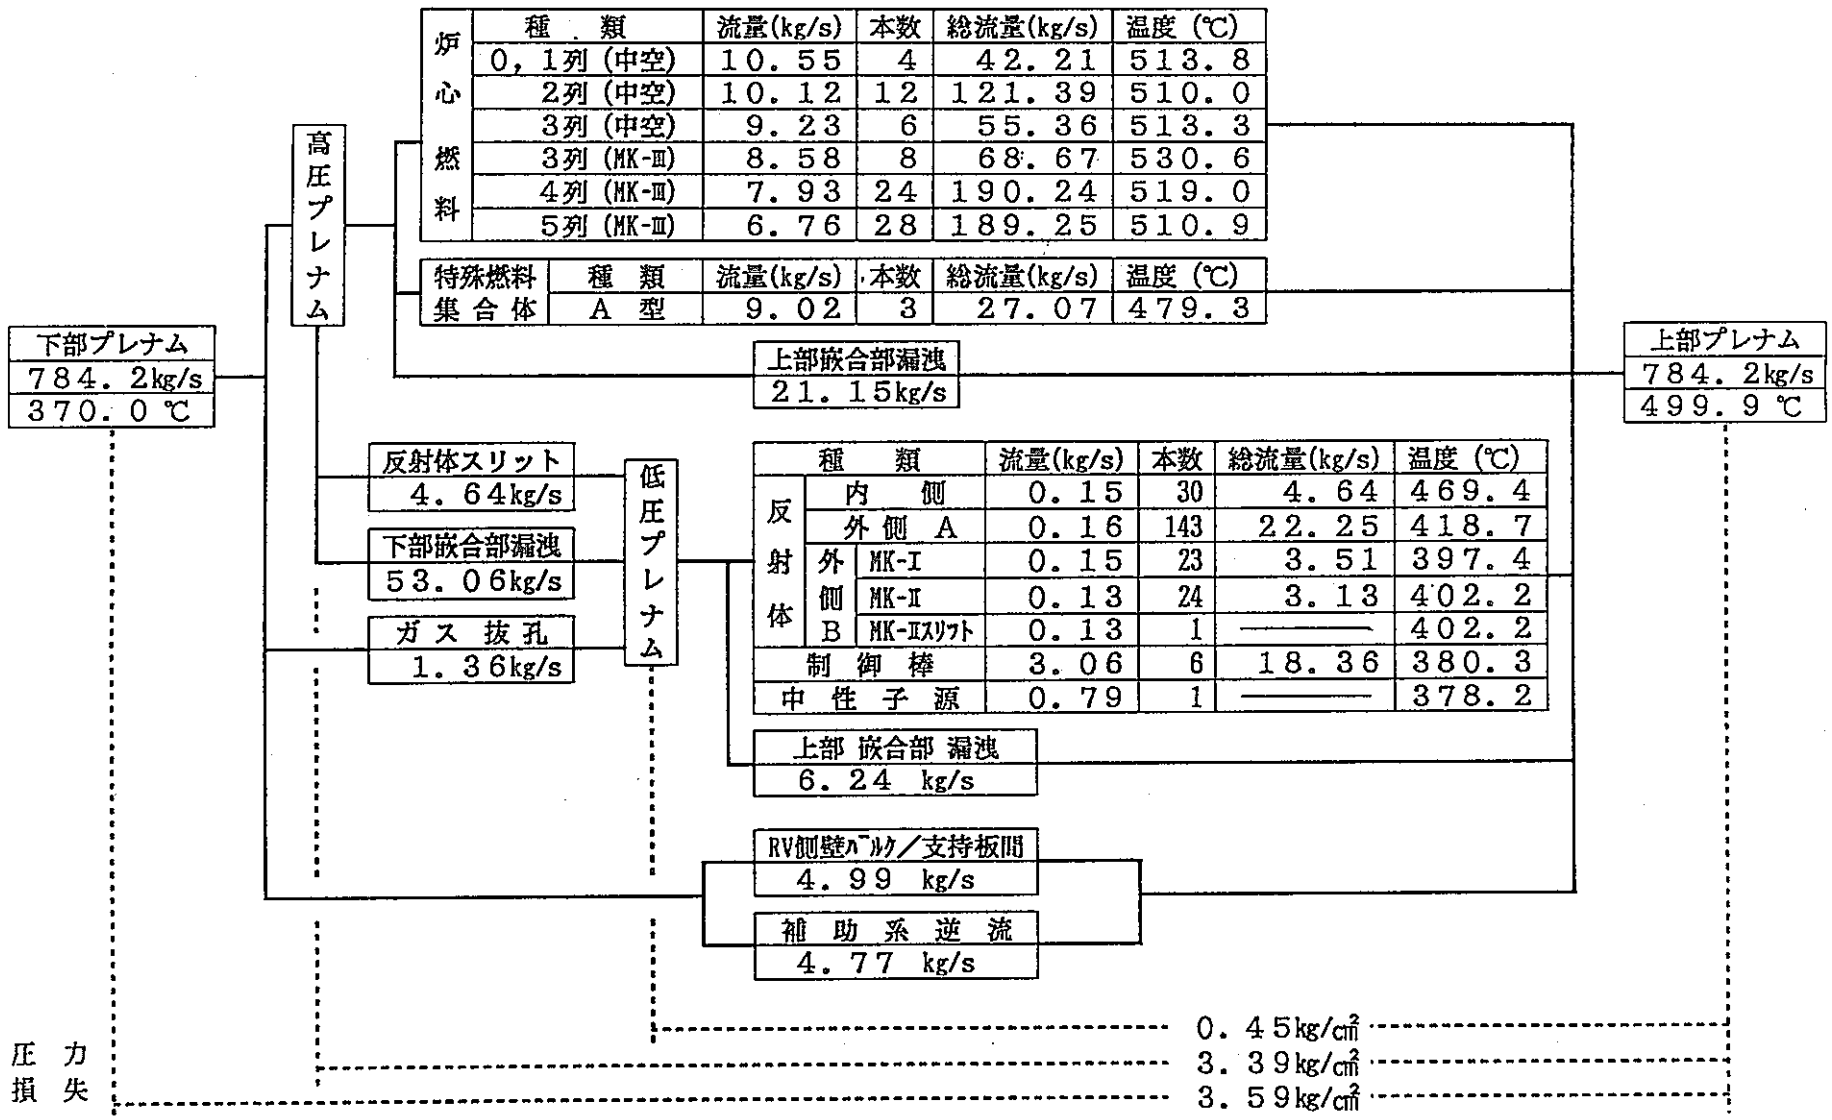 炉心燃料
種類 流量(kg/s) 本数 総流量(kg/s) 温度 (℃)
0, 1列 (中空) 10.55 4 42.21 513.8
2列 (中空) 10.12 12 121.39 510.0
3列 (中空) 9.23 6 55.36 513.3
3列 (MK-Ⅲ) 8.58 8 68.67 530.6
4列 (MK-Ⅲ) 7.93 24 190.24 519.0
5列 (MK-Ⅲ) 6.76 28 189.25 510.9
高圧プレナム
特殊燃料 種類 流量(kg/s) 本数 総流量(kg/s) 温度 (℃)
集合体 A型 9.02 3 27.07 479.3
下部プレナム
784.2kg/s
370.0 ℃
上部嵌合部漏洩
21.15kg/s
上部プレナム
784.2kg/s
499.9 ℃
反射体スリット
4.64kg/s
下部嵌合部漏洩
53.06kg/s
ガス抜孔
1.36kg/s
低圧プレナム
種類 流量(kg/s) 本数 総流量(kg/s) 温度 (℃)
反射体
内側 0.15 30 4.64 469.4
外側 A 0.16 143 22.25 418.7
外側B
MK-Ⅰ 0.15 23 3.51 397.4
MK-Ⅱ 0.13 24 3.13 402.2
MK-Ⅱスリフト 0.13 1 ――― 402.2
制御棒 3.06 6 18.36 380.3
中性子源 0.79 1 ――― 378.2
上部 嵌合部 漏洩
6.24 kg/s
RV側壁バルク／支持板間
4.99 kg/s
補助系逆流
4.77 kg/s
圧力
損失
0.45kg/c㎡
3.39kg/c㎡
3.59kg/c㎡